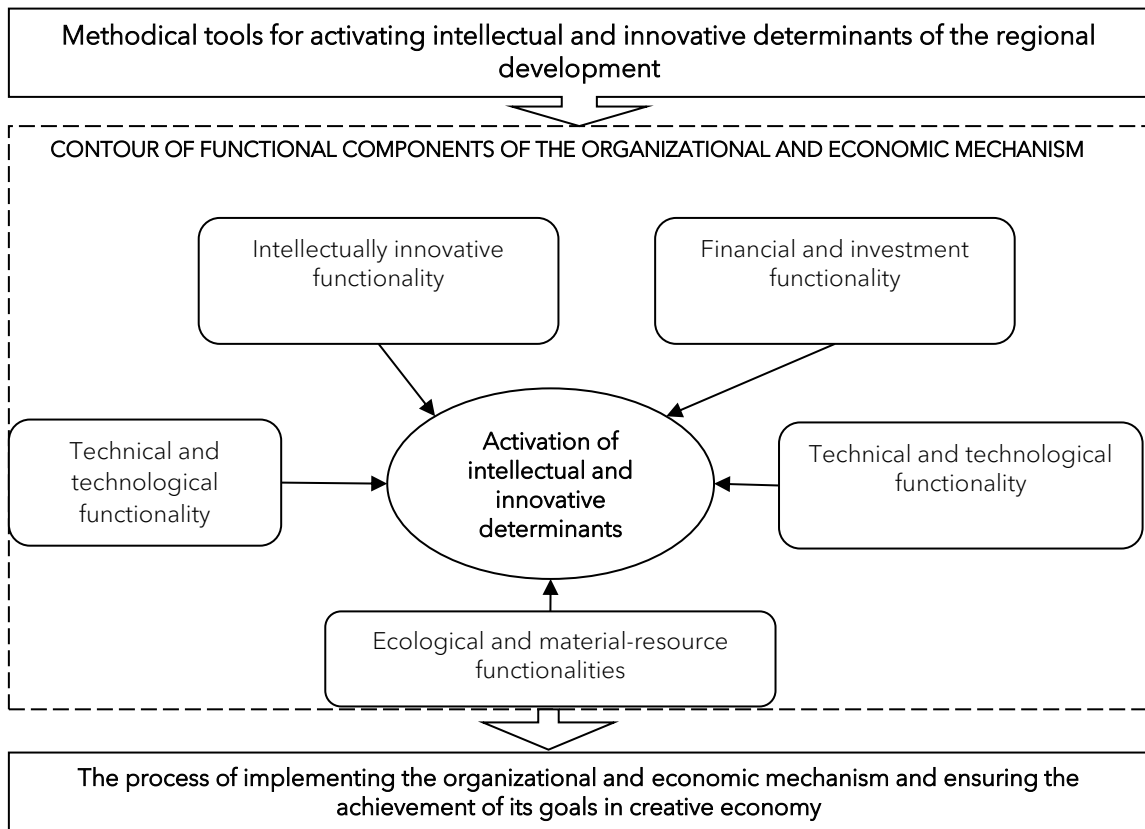 Methodical tools for activating intellectual and innovative determinants of the regional
development
CONTOUR OF FUNCTIONAL COMPONENTS OF THE ORGANIZATIONAL AND ECONOMIC MECHANISM
Intellectually innovative
functionality
Financial and investment
functionality
Technical and
technological
functionality
Activation of
intellectual and
innovative
determinants
Technical and technological
functionality
Ecological and material-resource
functionalities
The process of implementing the organizational and economic mechanism and ensuring the
achievement of its goals in creative economy